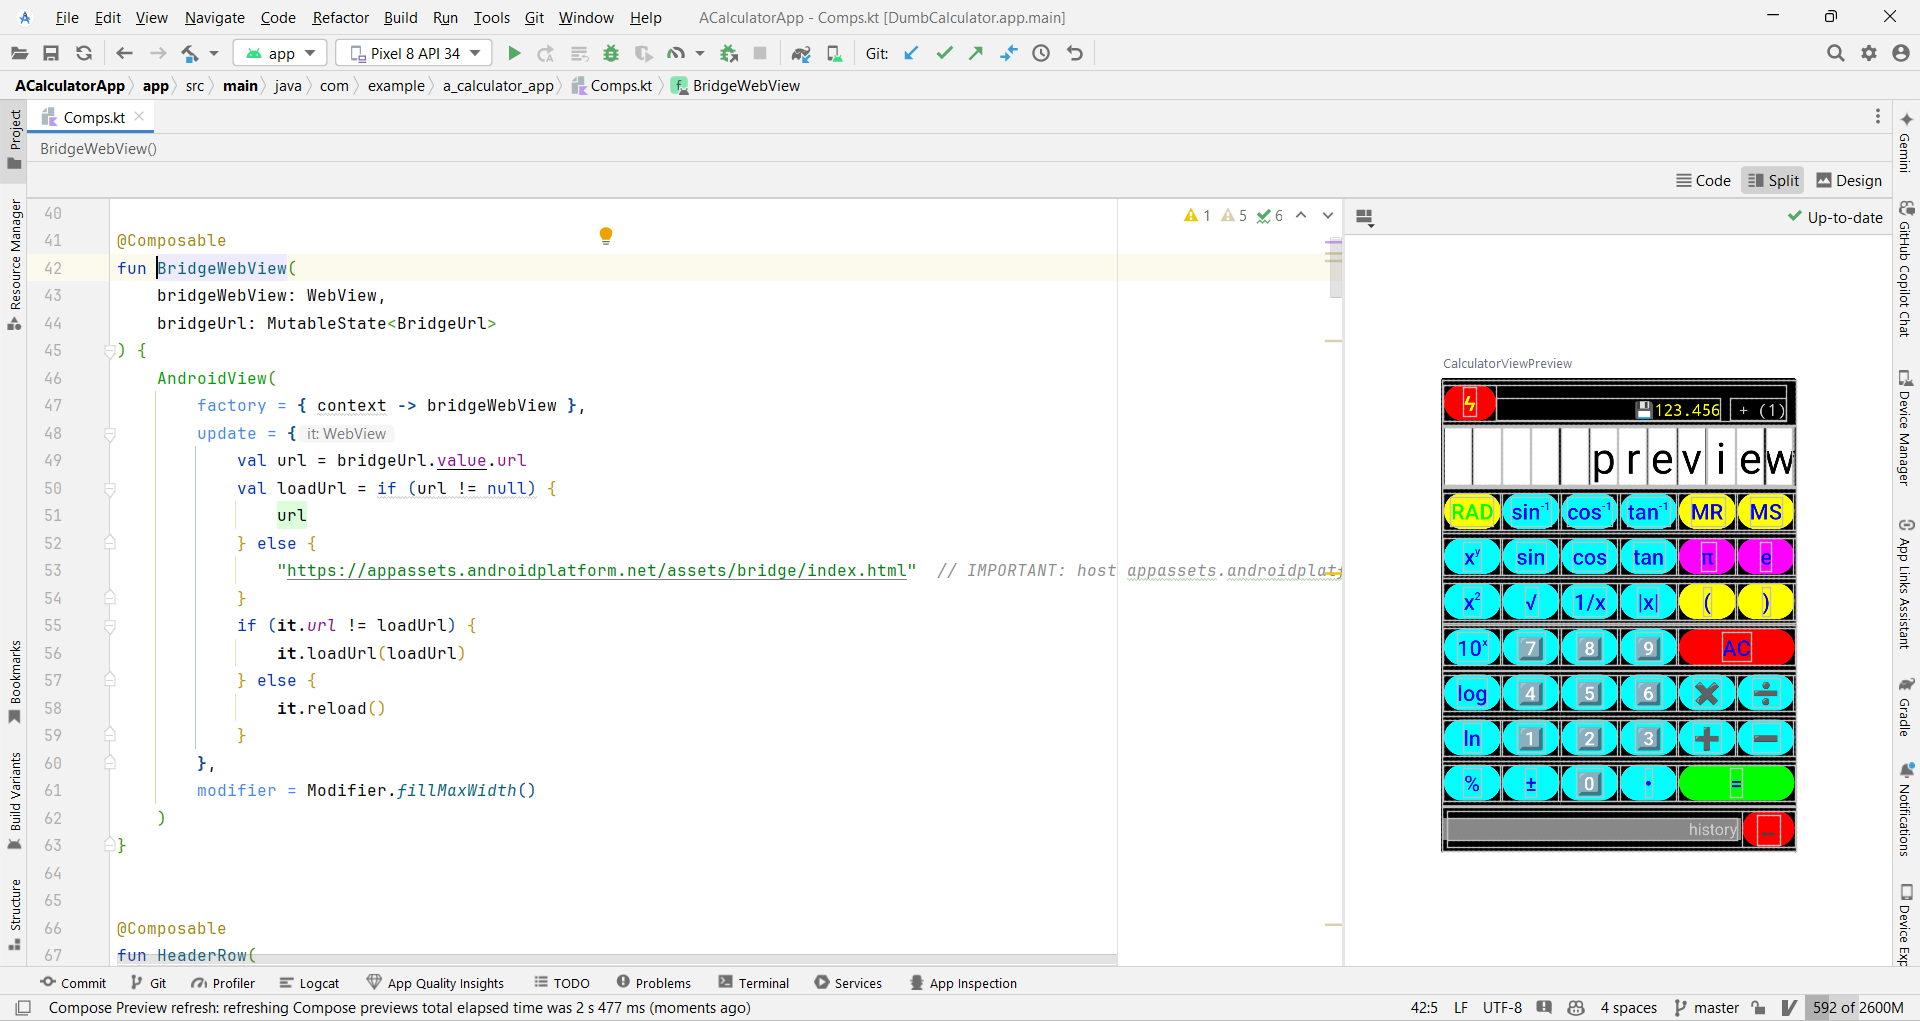 File Edit View Navigate Code Refactor Build Run Tools Git Window Help ACalculatorApp - Comps.kt [DumbCalculator.app.main]
app Pixel 8 API 34 Git:
ACalculatorApp app src main java com example a_calculator_app Comps.kt BridgeWebView
Comps.kt
BridgeWebView()
Code Split Design
Project
Resource Manager
Bookmarks
Build Variants
Structure
1 5 6
40
41 @Composable
42 fun BridgeWebView(
43 bridgeWebView: WebView,
44 bridgeUrl: MutableState<BridgeUrl>
45 ) {
46 AndroidView(
47 factory = { context -> bridgeWebView },
48 update = { it: WebView
49 val url = bridgeUrl.value.url
50 val loadUrl = if (url != null) {
51 url
52 } else {
53 "https://appassets.androidplatform.net/assets/bridge/index.html" // IMPORTANT: host appassets.androidplatf
54 }
55 if (it.url != loadUrl) {
56 it.loadUrl(loadUrl)
57 } else {
58 it.reload()
59 }
60 },
61 modifier = Modifier.fillMaxWidth()
62 )
63 }
64
65
66 @Composable
67 fun HeaderRow(
Up-to-date
CalculatorViewPreview
123.456 + (1)
preview
RAD sin⁻¹ cos⁻¹ tan⁻¹ MR MS
xʸ sin cos tan π e
x² √ 1/x |x| ( )
10ˣ 7 8 9 AC
log 4 5 6 × ÷
ln 1 2 3 + −
% ± 0 · =
history
Gemini
GitHub Copilot Chat
Device Manager
App Links Assistant
Gradle
Notifications
Device Exp
Commit Git Profiler Logcat App Quality Insights TODO Problems Terminal Services App Inspection
Compose Preview refresh: refreshing Compose previews total elapsed time was 2 s 477 ms (moments ago) 42:5 LF UTF-8 4 spaces master 592 of 2600M